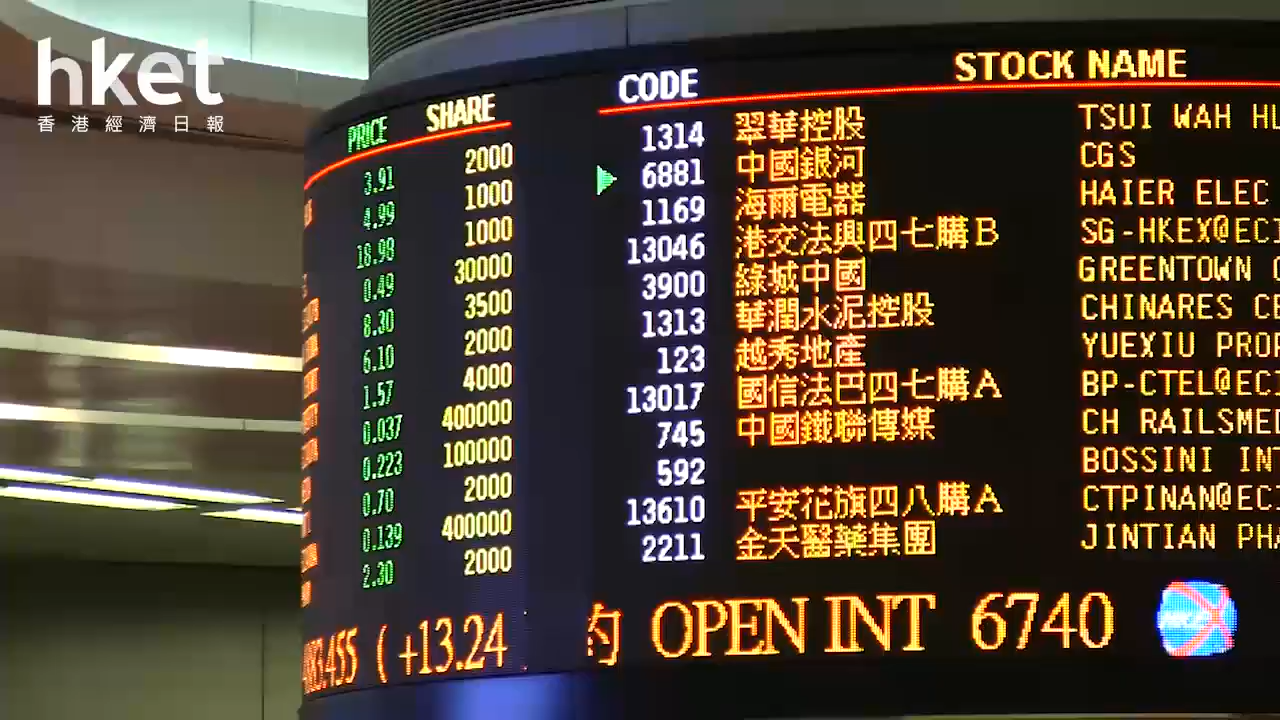 hket
香港經濟日報
PRICE SHARE
3.91 2000
4.99 1000
18.98 1000
0.49 30000
8.30 3500
6.10 2000
1.57 4000
0.037 400000
0.223 100000
0.70 2000
0.139 400000
2.30 2000
CODE STOCK NAME
1314 翠華控股 TSUI WAH HL
6881 中國銀河 CGS
1169 海爾電器 HAIER ELEC
13046 港交法興四七購B SG-HKEX@ECI
3900 綠城中國 GREENTOWN
1313 華潤水泥控股 CHINARES CE
123 越秀地產 YUEXIU PROP
13017 國信法巴四七購A BP-CTEL@ECI
745 中國鐵聯傳媒 CH RAILSMED
592 BOSSINI INT
13610 平安花旗四八購A CTPINAN@ECI
2211 金天醫藥集團 JINTIAN PHA
83.455 ( +13.24
約 OPEN INT 6740